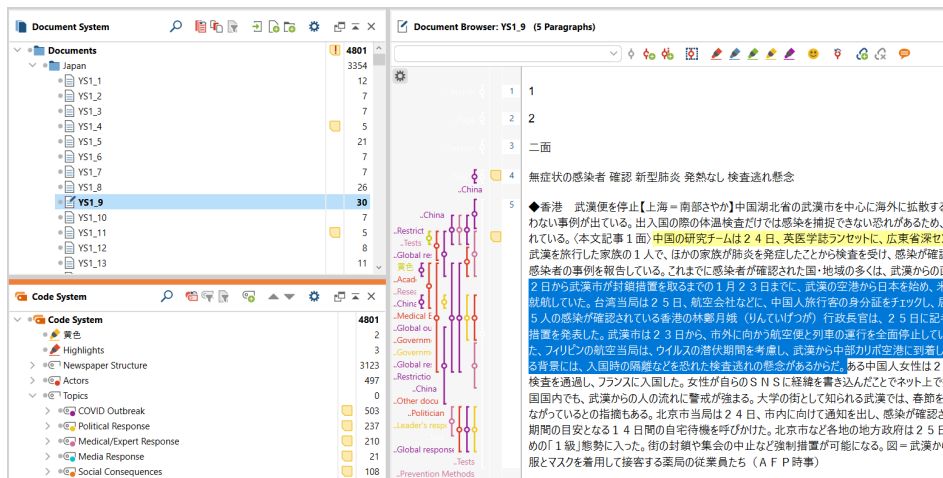 Document System
Documents 4801
Japan 3354
YS1_1 12
YS1_2 7
YS1_3 7
YS1_4 5
YS1_5 21
YS1_6 7
YS1_7 7
YS1_8 26
YS1_9 30
YS1_10 7
YS1_11 5
YS1_12 8
YS1_13 11
Code System
Code System 4801
黄色 2
Highlights 3
Newspaper Structure 3123
Actors 497
Topics 0
COVID Outbreak 503
Political Response 237
Medical/Expert Response 210
Media Response 21
Social Consequences 108
Document Browser: YS1_9 (5 Paragraphs)
..China
..China
..Restrict
..Tests
..Global re
黄色
..Acad
..Resea
..China
..Medical E
..Global ou
..Governm
..Governm
..Global re
..Restrictio
..China
..Other docu
..Politician
..Leader's resp
..Global response
..Tests
..Prevention Methods
1 1
2 2
3 二面
4 無症状の感染者 確認 新型肺炎 発熱なし 検査逃れ懸念
5 ◆香港 武漢便を停止【上海＝南部さやか】中国湖北省の武漢市を中心に海外に拡散する
わない事例が出ている。出入国の際の体温検査だけでは感染を捕捉できない恐れがあるため、
れている。〈本文記事１面〉中国の研究チームは２４日、英医学誌ランセットに、広東省深セ
武漢を旅行した家族の１人で、ほかの家族が肺炎を発症したことから検査を受け、感染が確認
感染者の事例を報告している。これまでに感染者が確認された国・地域の多くは、武漢からの
２日から武漢市が封鎖措置を取るまでの１月２３日までに、武漢の空港から日本を始め、
就航していた。台湾当局は２５日、航空会社などに、中国人旅行客の身分証をチェックし、
５人の感染が確認されている香港の林鄭月娥（りんていげつが）行政長官は、２５日に記
措置を発表した。武漢市は２３日から、市外に向かう航空便と列車の運行を全面停止してい
た、フィリピンの航空当局は、ウイルスの潜伏期間を考慮し、武漢から中部カリボ空港に到着し
る背景には、入国時の隔離などを恐れた検査逃れの懸念があるからだ。ある中国人女性は２
検査を通過し、フランスに入国した。女性が自らのＳＮＳに経緯を書き込んだことでネット上で
国国内でも、武漢からの人の流れに警戒が強まる。大学の街として知られる武漢では、春節を
ながっているとの指摘もある。北京市当局は２４日、市内に向けて通知を出し、感染が確認さ
期間の目安となる１４日間の自宅待機を呼びかけた。北京市など各地の地方政府は２５日
めの「１級」態勢に入った。街の封鎖や集会の中止など強制措置が可能になる。図＝武漢か
服とマスクを着用して接客する薬局の従業員たち（ＡＦＰ時事）